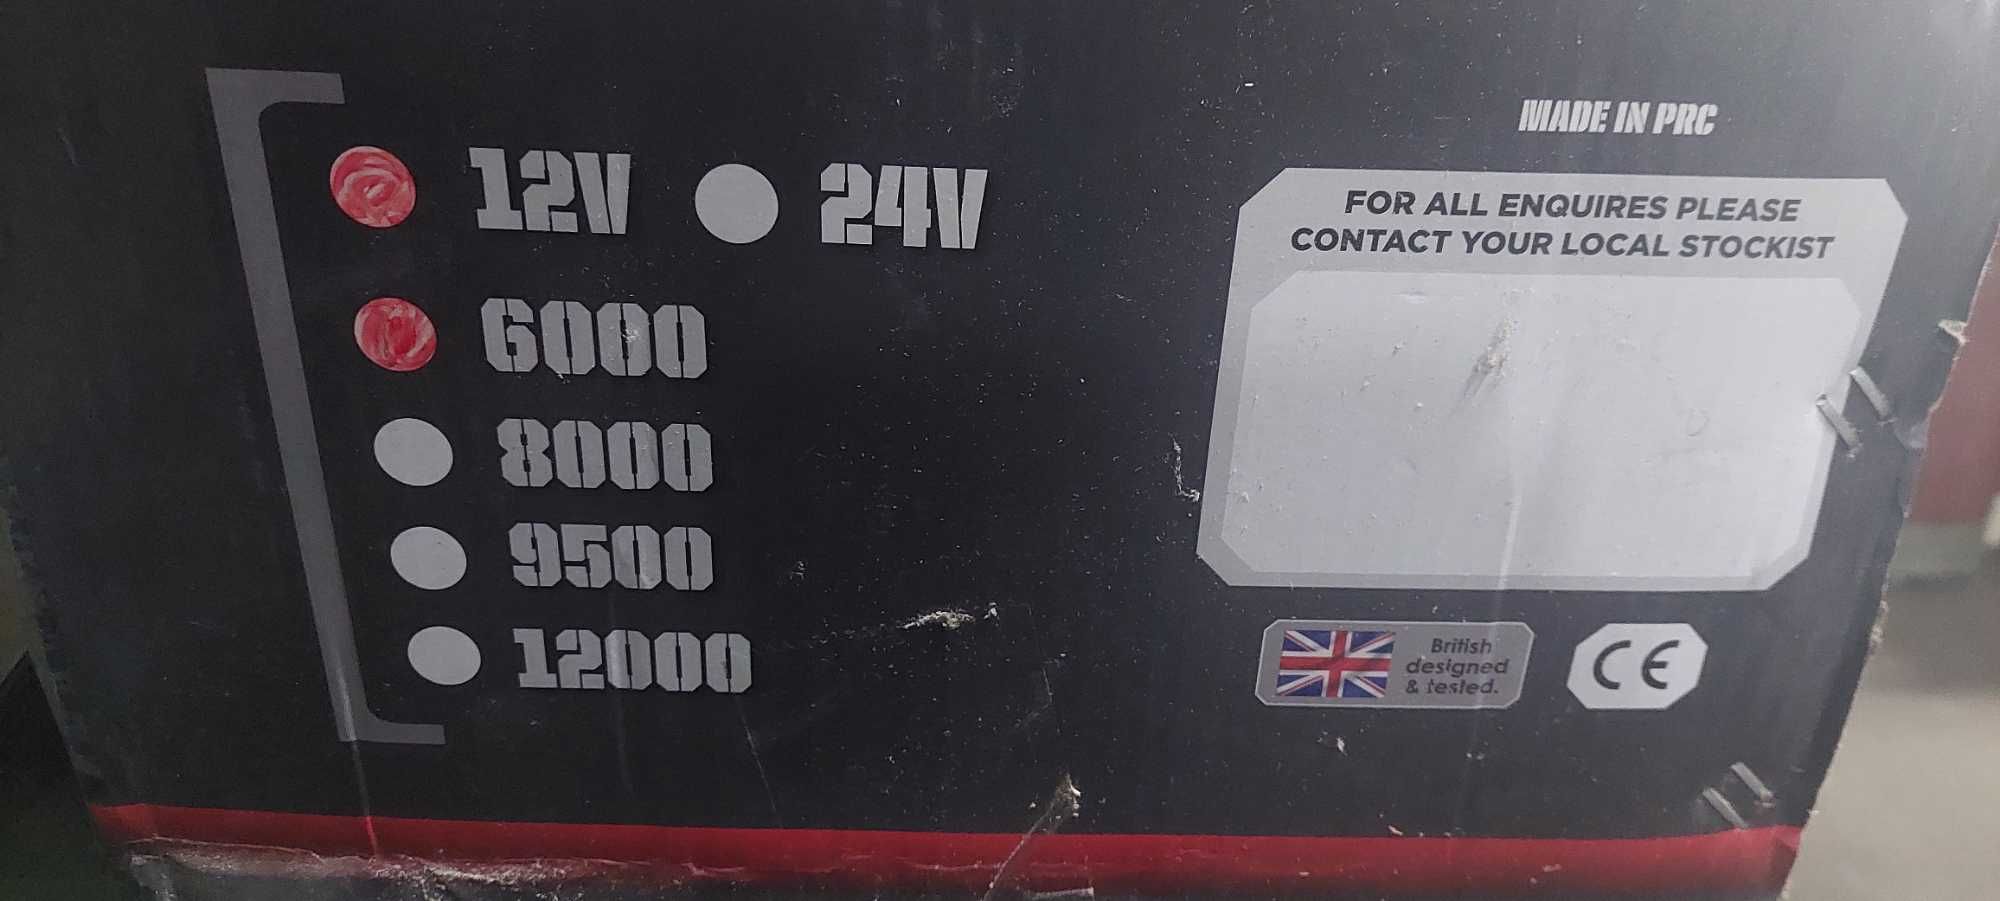 MADE IN PRC
12V 24V
6000
8000
9500
12000
FOR ALL ENQUIRES PLEASE
CONTACT YOUR LOCAL STOCKIST
British
designed
& tested.
CE